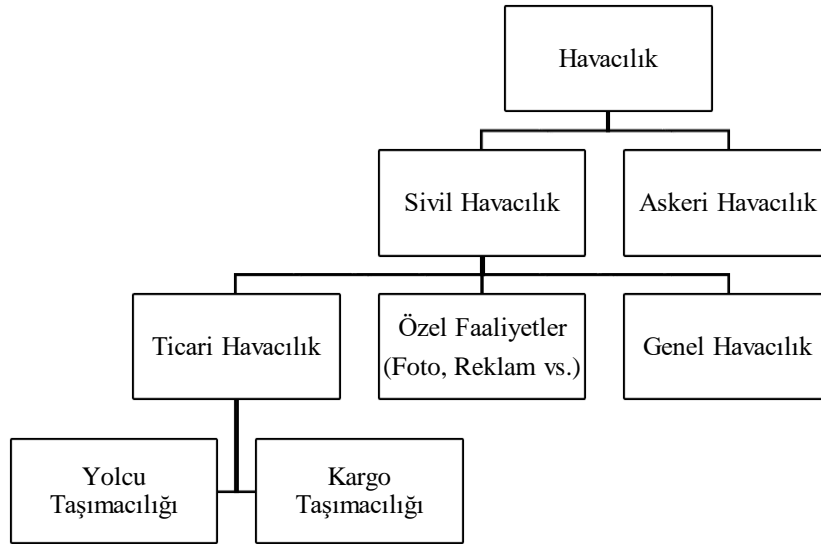 Havacılık
Sivil Havacılık
Askeri Havacılık
Ticari Havacılık
Özel Faaliyetler
(Foto, Reklam vs.)
Genel Havacılık
Yolcu
Taşımacılığı
Kargo
Taşımacılığı